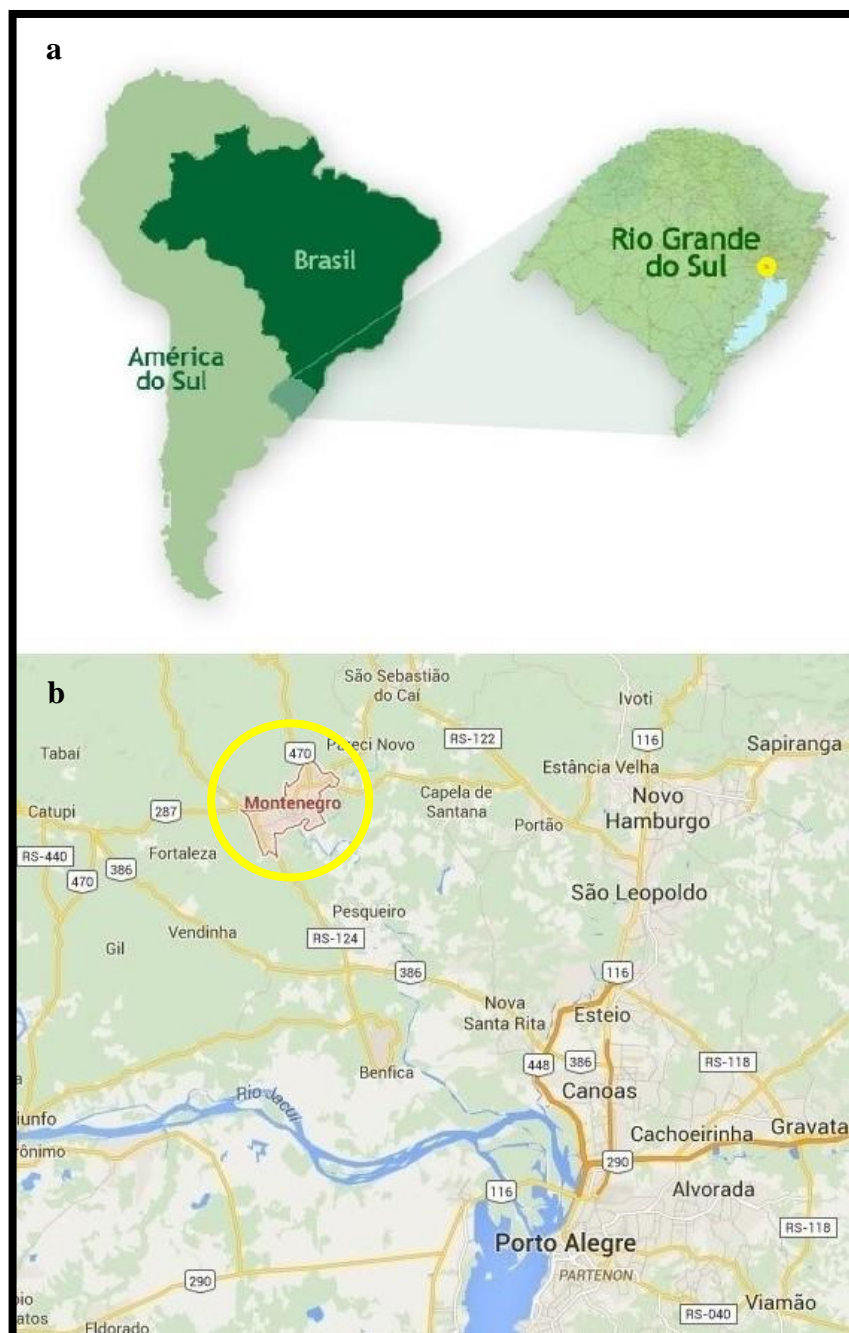 a
Brasil
América
do Sul
Rio Grande
do Sul
b
São Sebastião
do Caí
Ivoti
116
Sapiranga
RS-122
Tabaí
470
Pareci Novo
Estância Velha
Novo
Hamburgo
Capela de
Santana
Portão
Montenegro
287
Catupi
RS-440
386
470
Fortaleza
São Leopoldo
Pesqueiro
Vendinha
RS-124
Gil
386
116
Nova
Santa Rita
Esteio
448
386
RS-118
Benfica
Canoas
Rio Jacuí
iunfo
rônimo
Cachoeirinha
Gravata
290
116
Alvorada
RS-118
Porto Alegre
PARTENON
290
Viamão
RS-040
atos
Eldorado